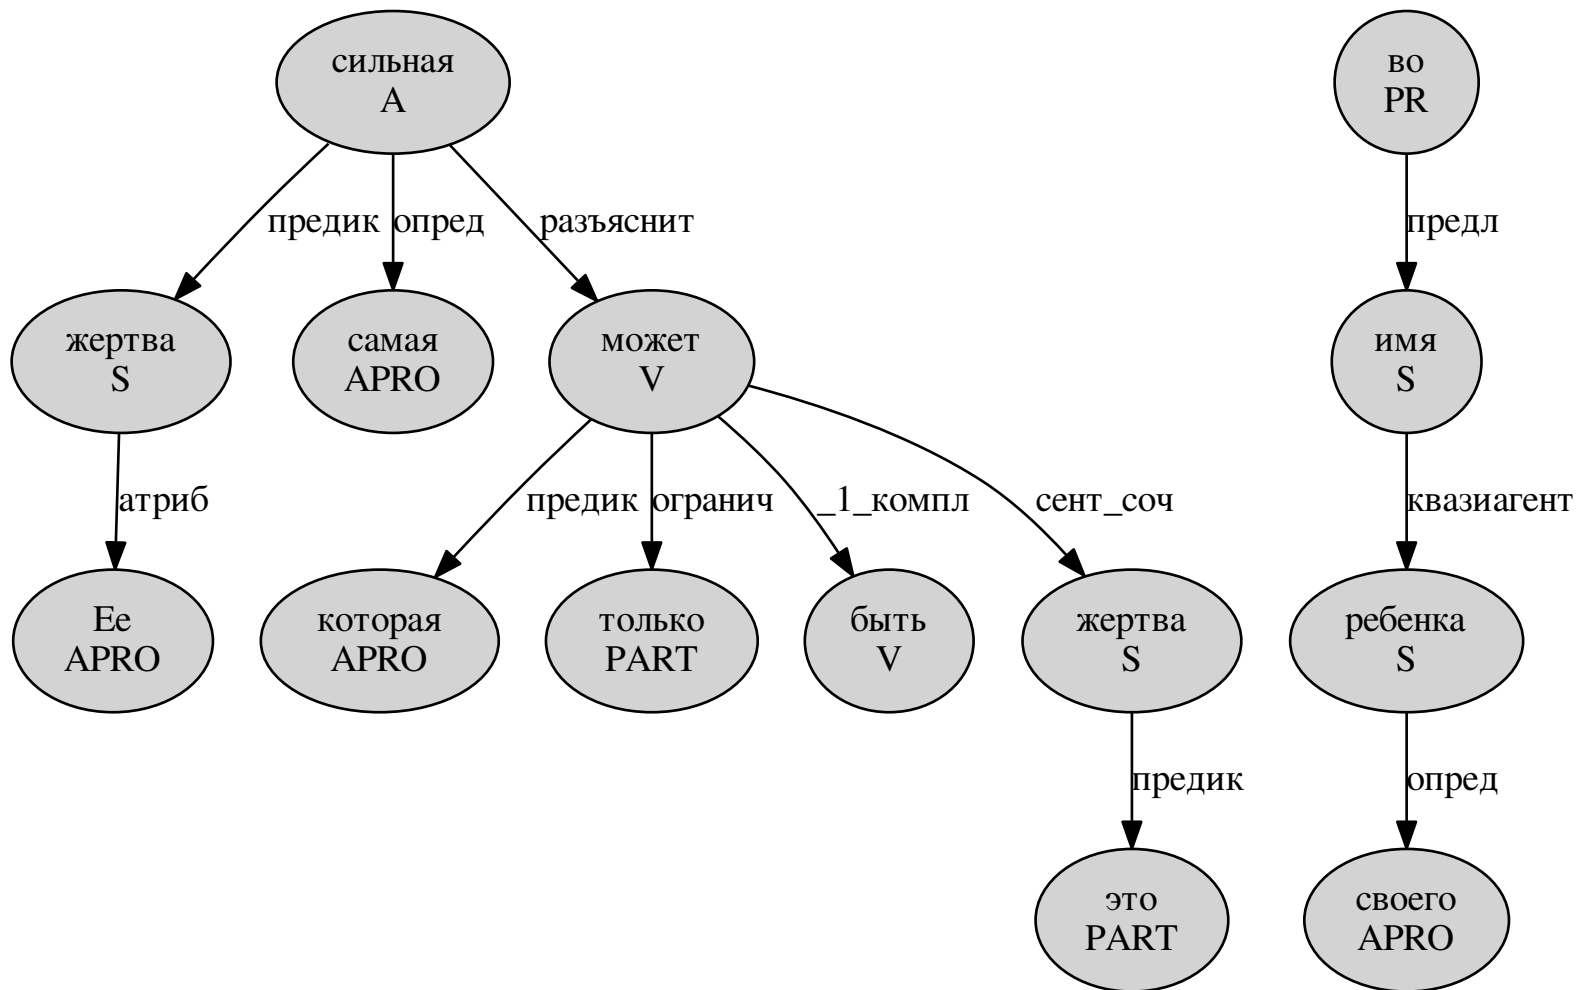 сильная
A
во
PR
предик
опред
разъяснит
предл
жертва
S
самая
APRO
может
V
имя
S
атриб
предик
огранич
_1_компл
сент_соч
квазиагент
Ее
APRO
которая
APRO
только
PART
быть
V
жертва
S
ребенка
S
предик
опред
это
PART
своего
APRO